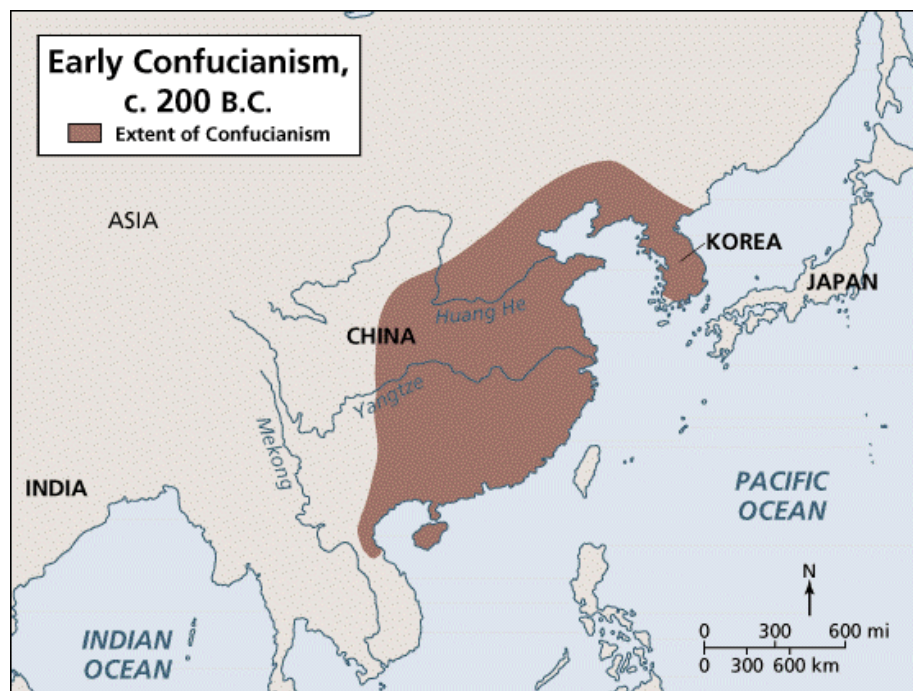 Early Confucianism,
c. 200 B.C.
Extent of Confucianism
ASIA
KOREA
JAPAN
Huang He
CHINA
Yangtze
Mekong
INDIA
PACIFIC
OCEAN
N
INDIAN
OCEAN
0 300 600 mi
0 300 600 km